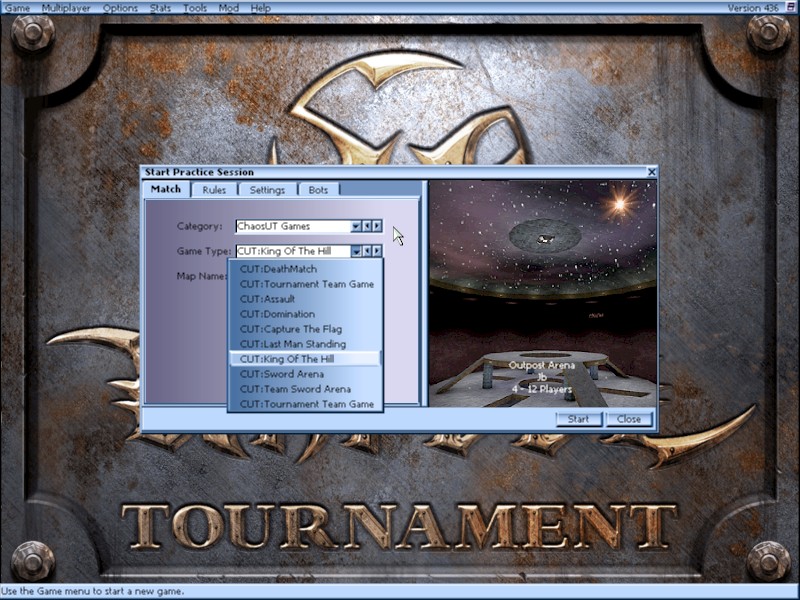 Game Multiplayer Options Stats Tools Mod Help Version 436
Start Practice Session
Match Rules Settings Bots
Category: ChaosUT Games
Game Type: CUT:King Of The Hill
Map Name:
CUT:DeathMatch
CUT:Tournament Team Game
CUT:Assault
CUT:Domination
CUT:Capture The Flag
CUT:Last Man Standing
CUT:King Of The Hill
CUT:Sword Arena
CUT:Team Sword Arena
CUT:Tournament Team Game
Outpost Arena
Jb
4 - 12 Players
Start Close
TOURNAMENT
Use the Game menu to start a new game.